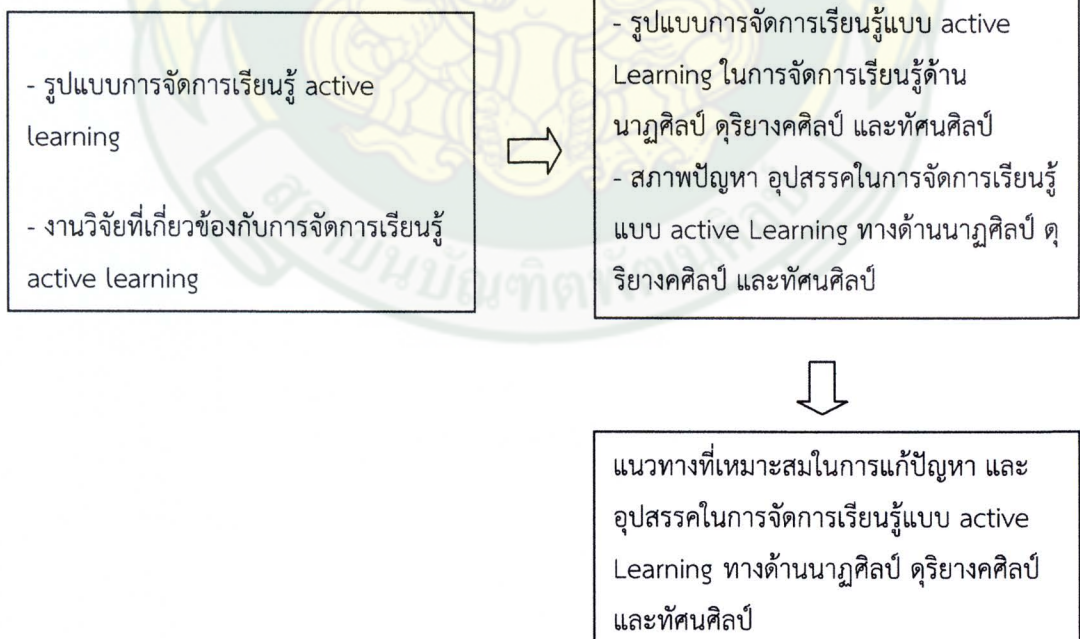 - รูปแบบการจัดการเรียนรู้ active
learning
- งานวิจัยที่เกี่ยวข้องกับการจัดการเรียนรู้
active learning
- รูปแบบการจัดการเรียนรู้แบบ active
Learning ในการจัดการเรียนรู้ด้าน
นาฏศิลป์ ดุริยางคศิลป์ และทัศนศิลป์
- สภาพปัญหา อุปสรรคในการจัดการเรียนรู้
แบบ active Learning ทางด้านนาฏศิลป์ ดุ
ริยางคศิลป์ และทัศนศิลป์
แนวทางที่เหมาะสมในการแก้ปัญหา และ
อุปสรรคในการจัดการเรียนรู้แบบ active
Learning ทางด้านนาฏศิลป์ ดุริยางคศิลป์
และทัศนศิลป์